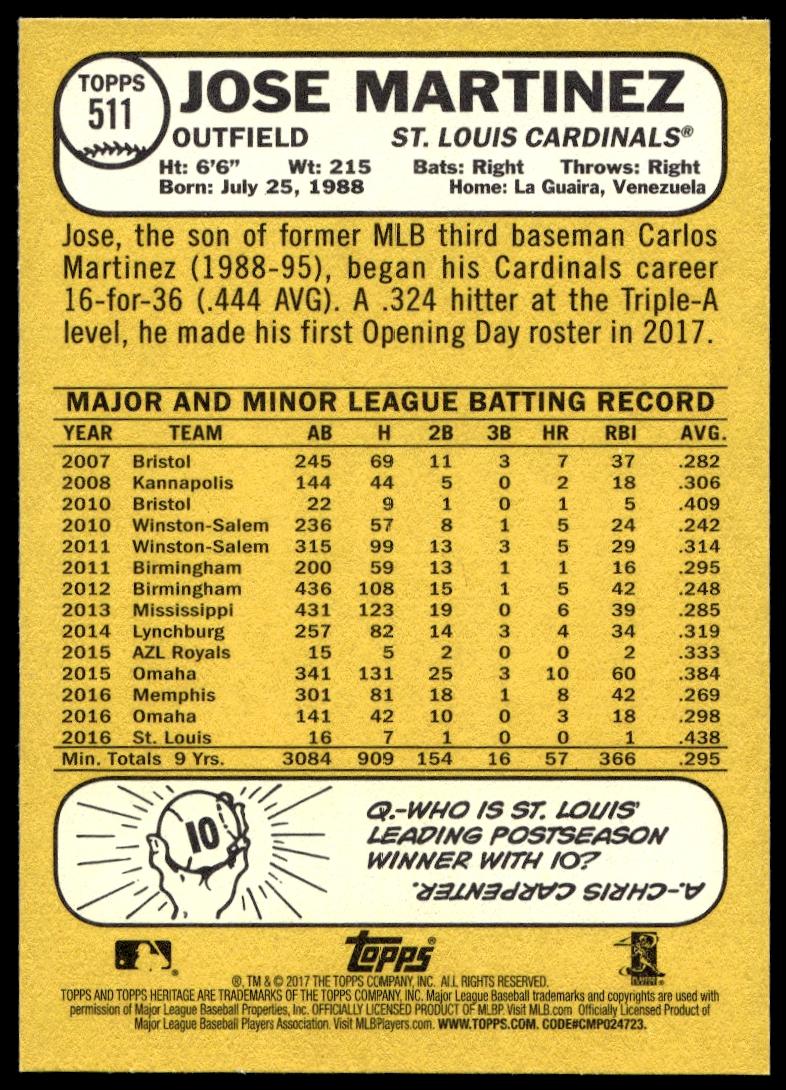 TOPPS
511
JOSE MARTINEZ
OUTFIELD ST. LOUIS CARDINALS®
Ht: 6'6" Wt: 215 Bats: Right Throws: Right
Born: July 25, 1988 Home: La Guaira, Venezuela
Jose, the son of former MLB third baseman Carlos
Martinez (1988-95), began his Cardinals career
16-for-36 (.444 AVG). A .324 hitter at the Triple-A
level, he made his first Opening Day roster in 2017.
MAJOR AND MINOR LEAGUE BATTING RECORD
YEAR TEAM AB H 2B 3B HR RBI AVG.
2007 Bristol 245 69 11 3 7 37 .282
2008 Kannapolis 144 44 5 0 2 18 .306
2010 Bristol 22 9 1 0 1 5 .409
2010 Winston-Salem 236 57 8 1 5 24 .242
2011 Winston-Salem 315 99 13 3 5 29 .314
2011 Birmingham 200 59 13 1 1 16 .295
2012 Birmingham 436 108 15 1 5 42 .248
2013 Mississippi 431 123 19 0 6 39 .285
2014 Lynchburg 257 82 14 3 4 34 .319
2015 AZL Royals 15 5 2 0 0 2 .333
2015 Omaha 341 131 25 3 10 60 .384
2016 Memphis 301 81 18 1 8 42 .269
2016 Omaha 141 42 10 0 3 18 .298
2016 St. Louis 16 7 1 0 0 1 .438
Min. Totals 9 Yrs. 3084 909 154 16 57 366 .295
10
Q.-WHO IS ST. LOUIS'
LEADING POSTSEASON
WINNER WITH 10?
A.-CHRIS CARPENTER.
topps®
®, TM & © 2017 THE TOPPS COMPANY, INC. ALL RIGHTS RESERVED.
TOPPS AND TOPPS HERITAGE ARE TRADEMARKS OF THE TOPPS COMPANY, INC. Major League Baseball trademarks and copyrights are used with
permission of Major League Baseball Properties, Inc. OFFICIALLY LICENSED PRODUCT OF MLBP. Visit MLB.com Officially Licensed Product of
Major League Baseball Players Association. Visit MLBPlayers.com. WWW.TOPPS.COM. CODE#CMP024723.